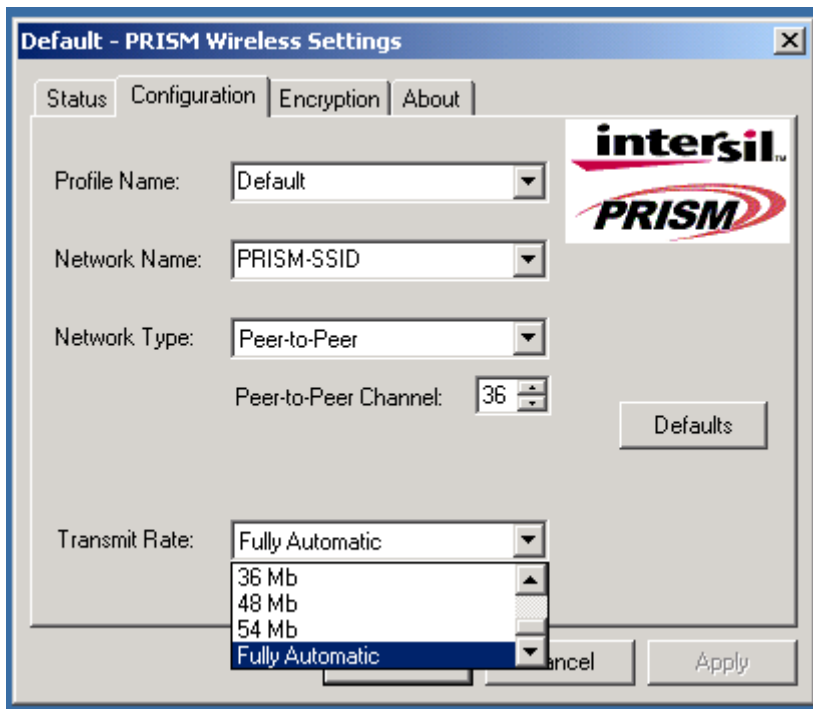 Default - PRISM Wireless Settings
Status Configuration Encryption About
intersil™
PRISM
Profile Name: Default
Network Name: PRISM-SSID
Network Type: Peer-to-Peer
Peer-to-Peer Channel: 36
Defaults
Transmit Rate: Fully Automatic
36 Mb
48 Mb
54 Mb
Fully Automatic
ancel Apply